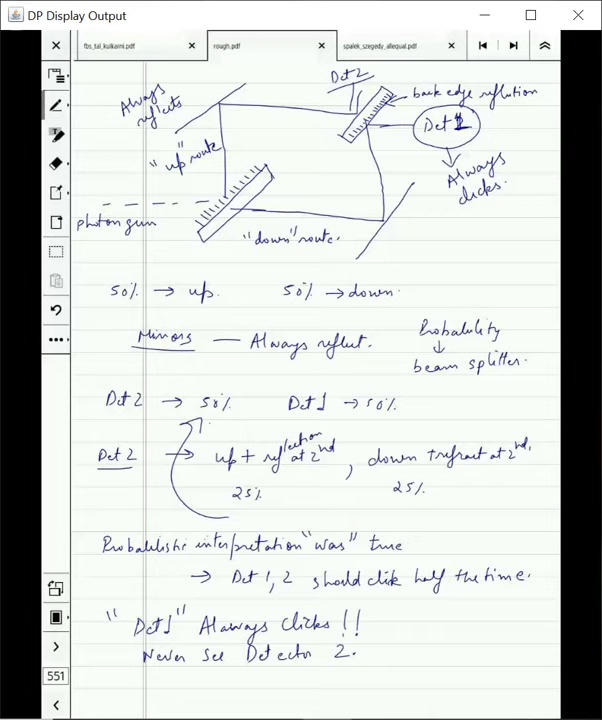 DP Display Output
fbs_tal_kulkarni.pdf
rough.pdf
spalek_szegedy_allequal.pdf
Det 2
back edge reflution
Always
reflects
Det 1
"up" route
Always
clicks.
photon gun
"down" route.
50% → up.
50% → down.
Mirrors — Always reflect.
Probability
↓
beam splitter.
Det 2 → 50%
Det 1 → 50%
Det 2 → up + reflection at 2nd, down + refract at 2nd,
25%
25%
Probabilistic interpretation "was" true
→ Det 1, 2 should click half the time.
"Det 1" Always Clicks!!
Never See Detector 2.
551